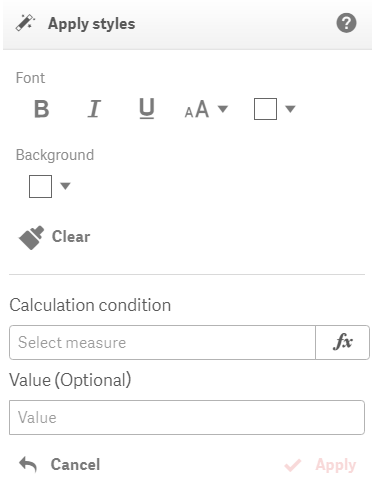 Apply styles ?
Font
B I U AA
Background
Clear
Calculation condition
Select measure fx
Value (Optional)
Value
Cancel Apply